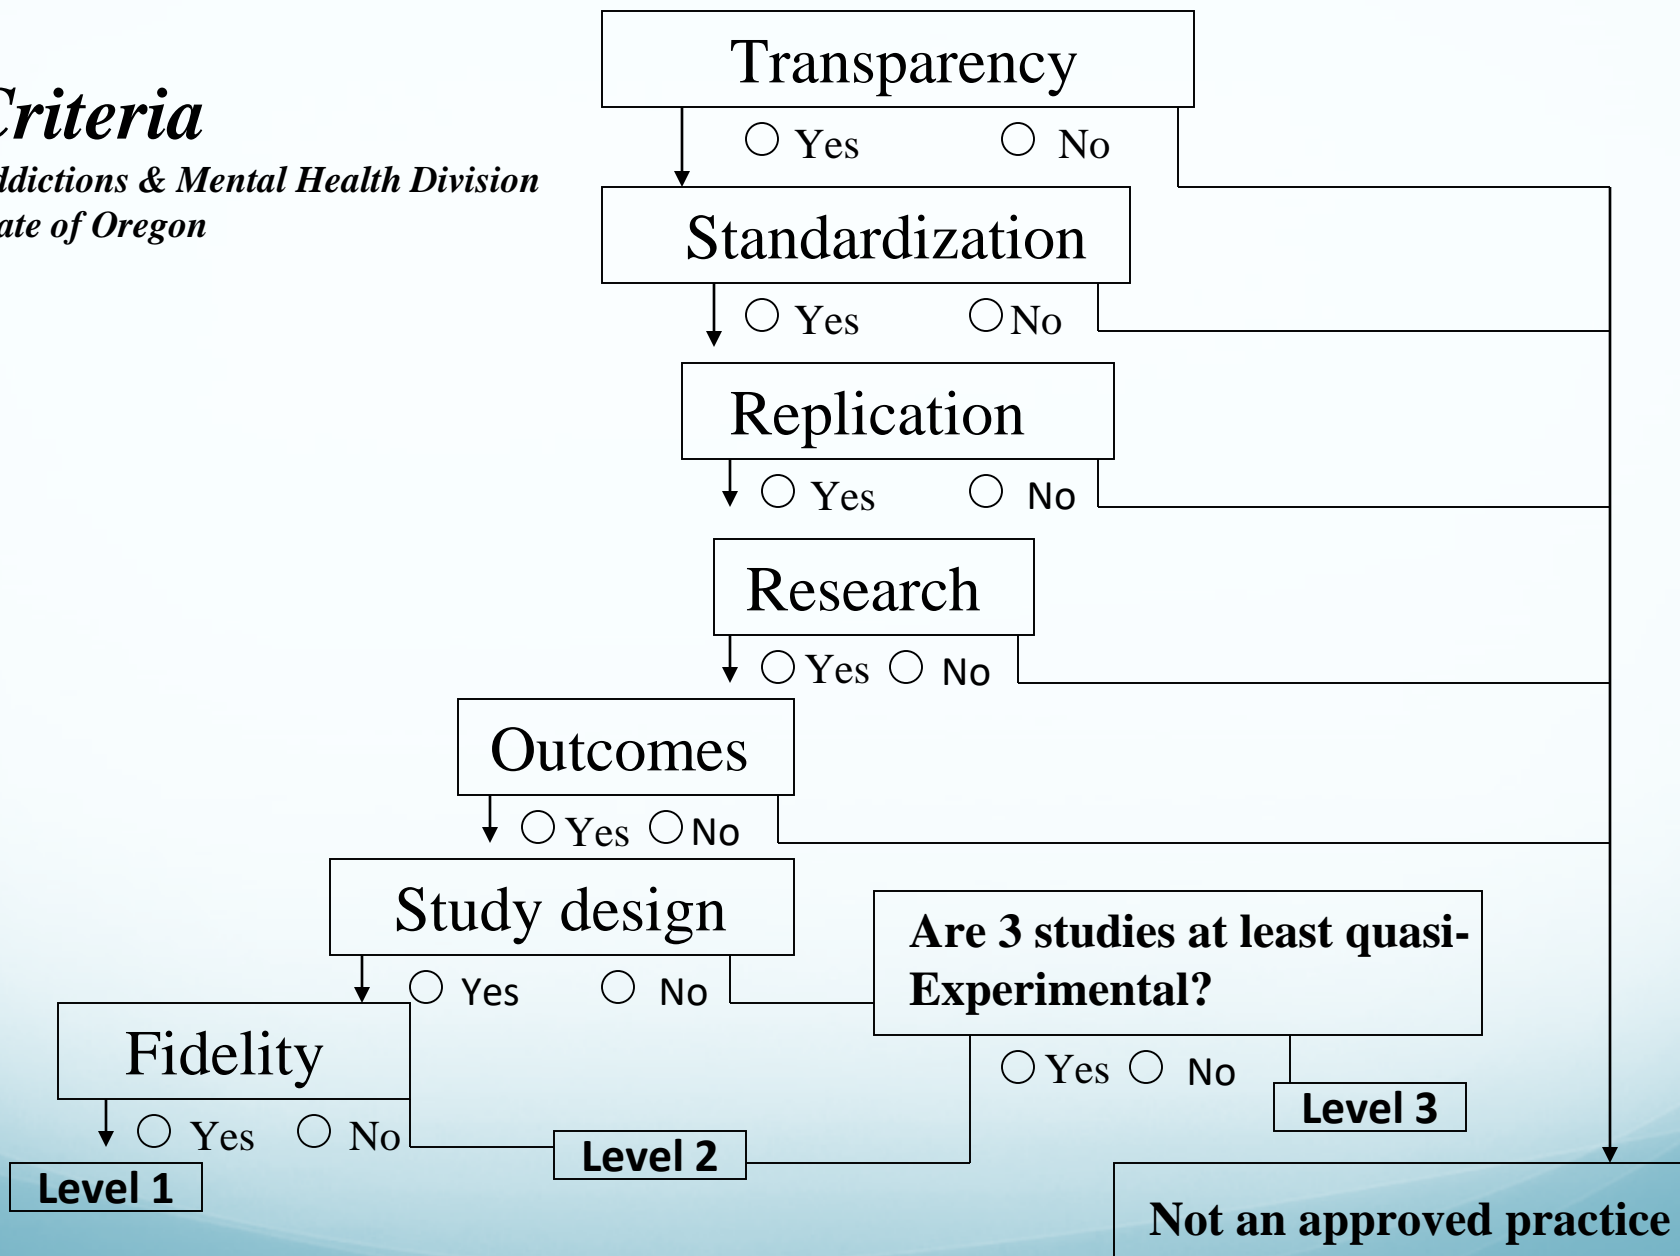 Transparency
Criteria
Addictions & Mental Health Division
State of Oregon
Yes No
Standardization
Yes No
Replication
Yes No
Research
Yes No
Outcomes
Yes No
Study design
Are 3 studies at least quasi-
Experimental?
Yes No
Fidelity
Yes No
Level 3
Yes No
Level 2
Level 1
Not an approved practice